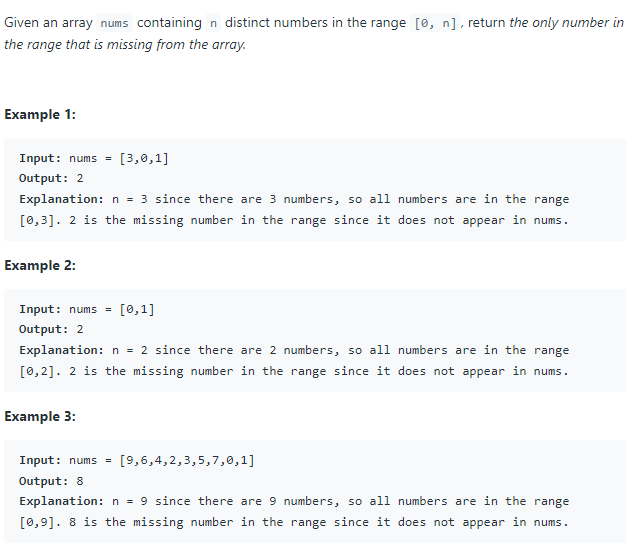 Given an array nums containing n distinct numbers in the range [0, n], return the only number in
the range that is missing from the array.
Example 1:
Input: nums = [3,0,1]
Output: 2
Explanation: n = 3 since there are 3 numbers, so all numbers are in the range
[0,3]. 2 is the missing number in the range since it does not appear in nums.
Example 2:
Input: nums = [0,1]
Output: 2
Explanation: n = 2 since there are 2 numbers, so all numbers are in the range
[0,2]. 2 is the missing number in the range since it does not appear in nums.
Example 3:
Input: nums = [9,6,4,2,3,5,7,0,1]
Output: 8
Explanation: n = 9 since there are 9 numbers, so all numbers are in the range
[0,9]. 8 is the missing number in the range since it does not appear in nums.